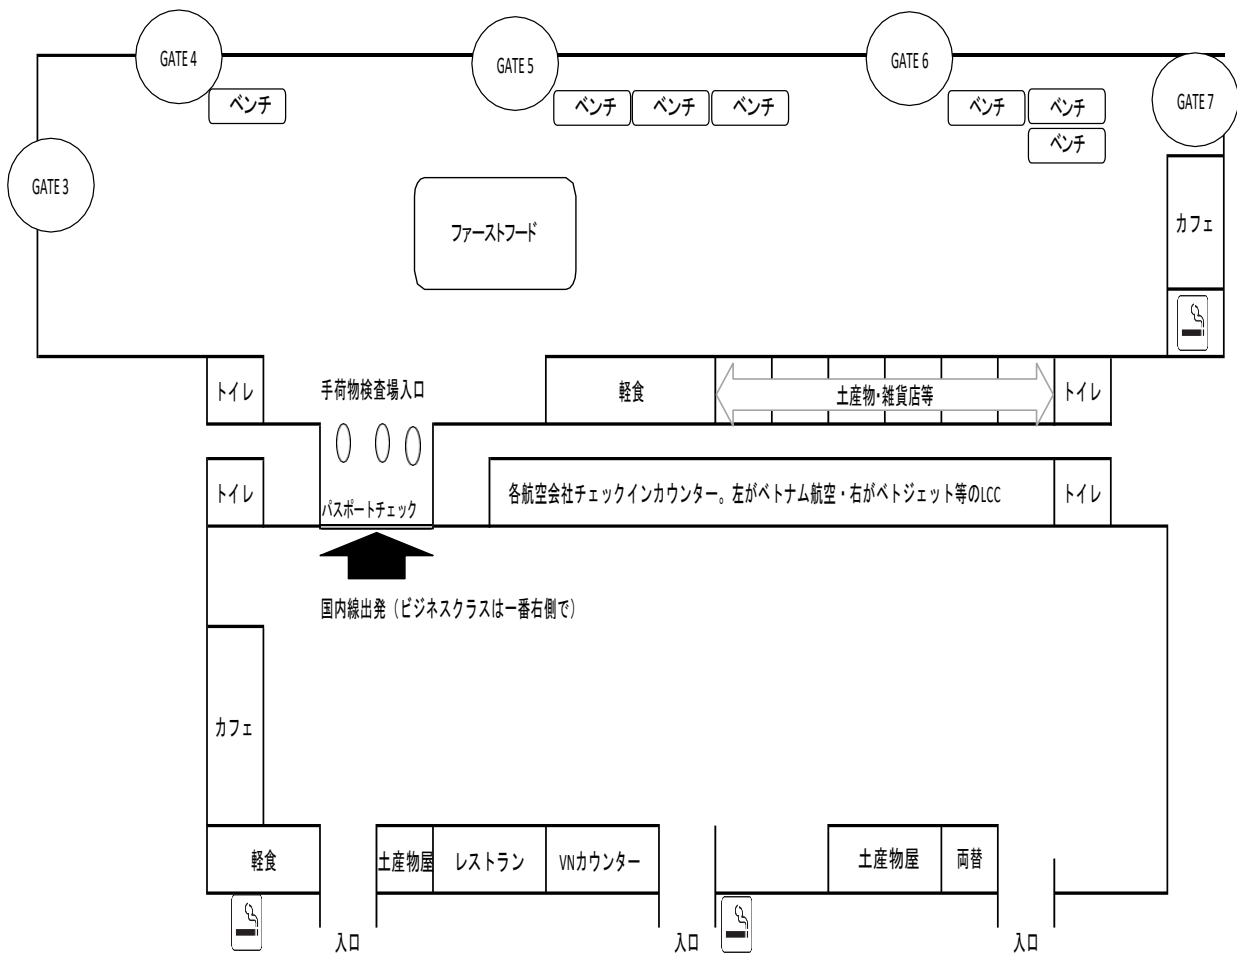 GATE 4
GATE 5
GATE 6
GATE 7
ベンチ
ベンチ
ベンチ
ベンチ
ベンチ
ベンチ
ベンチ
GATE 3
ファーストフード
カフェ
トイレ
手荷物検査場入口
軽食
土産物・雑貨店等
トイレ
トイレ
パスポートチェック
各航空会社チェックインカウンター。左がベトナム航空・右がベトジェット等のLCC
トイレ
国内線出発（ビジネスクラスは一番右側で）
カフェ
軽食
土産物屋
レストラン
VNカウンター
土産物屋
両替
入口
入口
入口